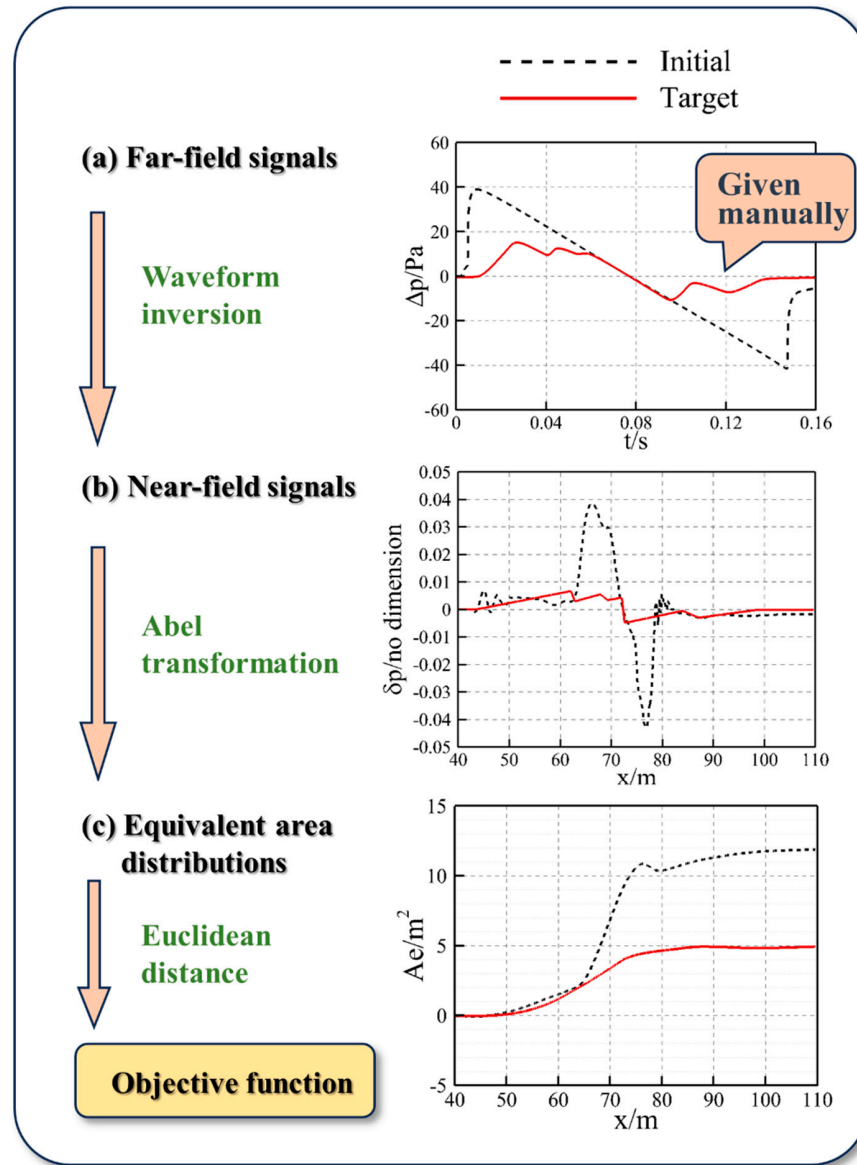 Initial
Target
(a) Far-field signals
Waveform
inversion
60
40
20
0
-20
-40
-60
Δp/Pa
0 0.04 0.08 0.12 0.16
t/s
Given
manually
(b) Near-field signals
Abel
transformation
0.05
0.04
0.03
0.02
0.005
0
-0.01
-0.02
-0.03
-0.04
-0.05
δp/no dimension
40 50 60 70 80 90 100 110
x/m
(c) Equivalent area
distributions
Euclidean
distance
15
10
5
0
-5
Ae/m²
40 50 60 70 80 90 100 110
x/m
Objective function